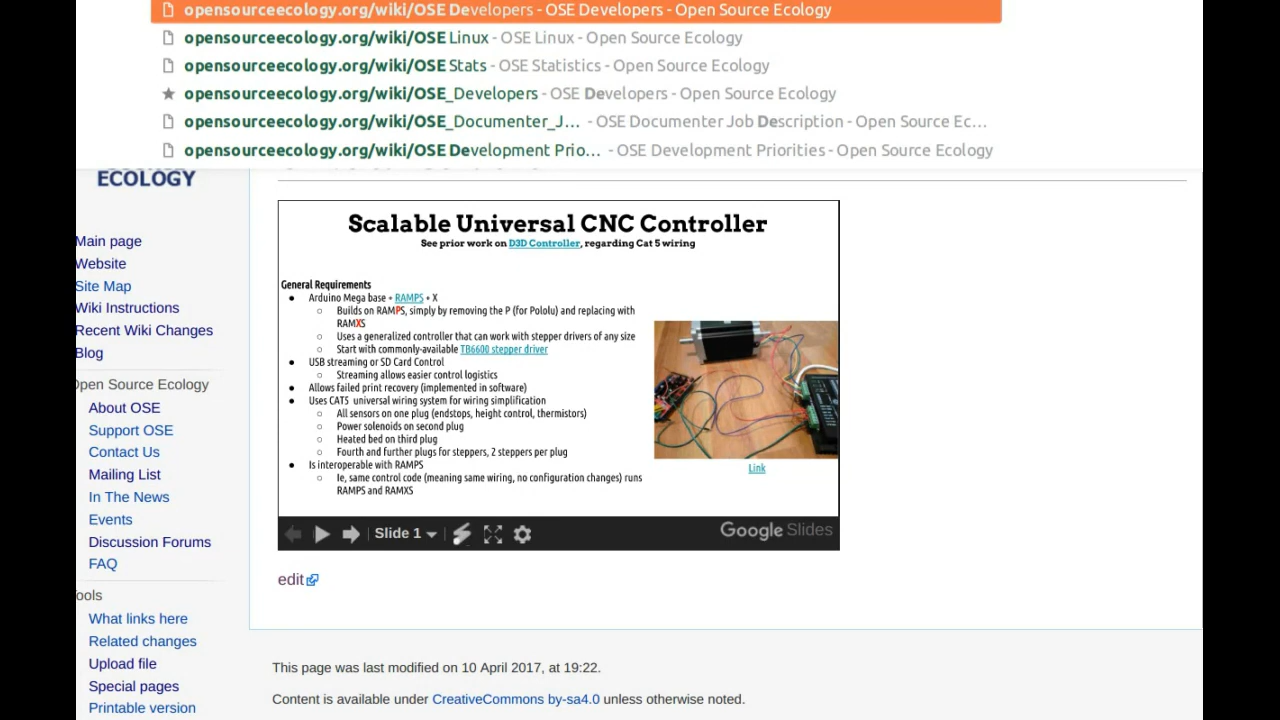 opensourceecology.org/wiki/OSE Developers - OSE Developers - Open Source Ecology
opensourceecology.org/wiki/OSE Linux - OSE Linux - Open Source Ecology
opensourceecology.org/wiki/OSE Stats - OSE Statistics - Open Source Ecology
opensourceecology.org/wiki/OSE_Developers - OSE Developers - Open Source Ecology
opensourceecology.org/wiki/OSE_Documenter_J... - OSE Documenter Job Description - Open Source Ec...
opensourceecology.org/wiki/OSE Development Prio... - OSE Development Priorities - Open Source Ecology
ECOLOGY
Main page
Website
Site Map
Wiki Instructions
Recent Wiki Changes
Blog
Open Source Ecology
About OSE
Support OSE
Contact Us
Mailing List
In The News
Events
Discussion Forums
FAQ
ools
What links here
Related changes
Upload file
Special pages
Printable version
Scalable Universal CNC Controller
See prior work on D3D Controller, regarding Cat 5 wiring
General Requirements
● Arduino Mega base + RAMPS + X
○ Builds on RAMPS, simply by removing the P (for Pololu) and replacing with
RAMXS
○ Uses a generalized controller that can work with stepper drivers of any size
○ Start with commonly-available TB6600 stepper driver
● USB streaming or SD Card Control
○ Streaming allows easier control logistics
● Allows failed print recovery (implemented in software)
● Uses CAT5 universal wiring system for wiring simplification
○ All sensors on one plug (endstops, height control, thermistors)
○ Power solenoids on second plug
○ Heated bed on third plug
○ Fourth and further plugs for steppers, 2 steppers per plug
● Is interoperable with RAMPS
○ Ie, same control code (meaning same wiring, no configuration changes) runs
RAMPS and RAMXS
Link
Slide 1
Google Slides
edit
This page was last modified on 10 April 2017, at 19:22.
Content is available under CreativeCommons by-sa4.0 unless otherwise noted.